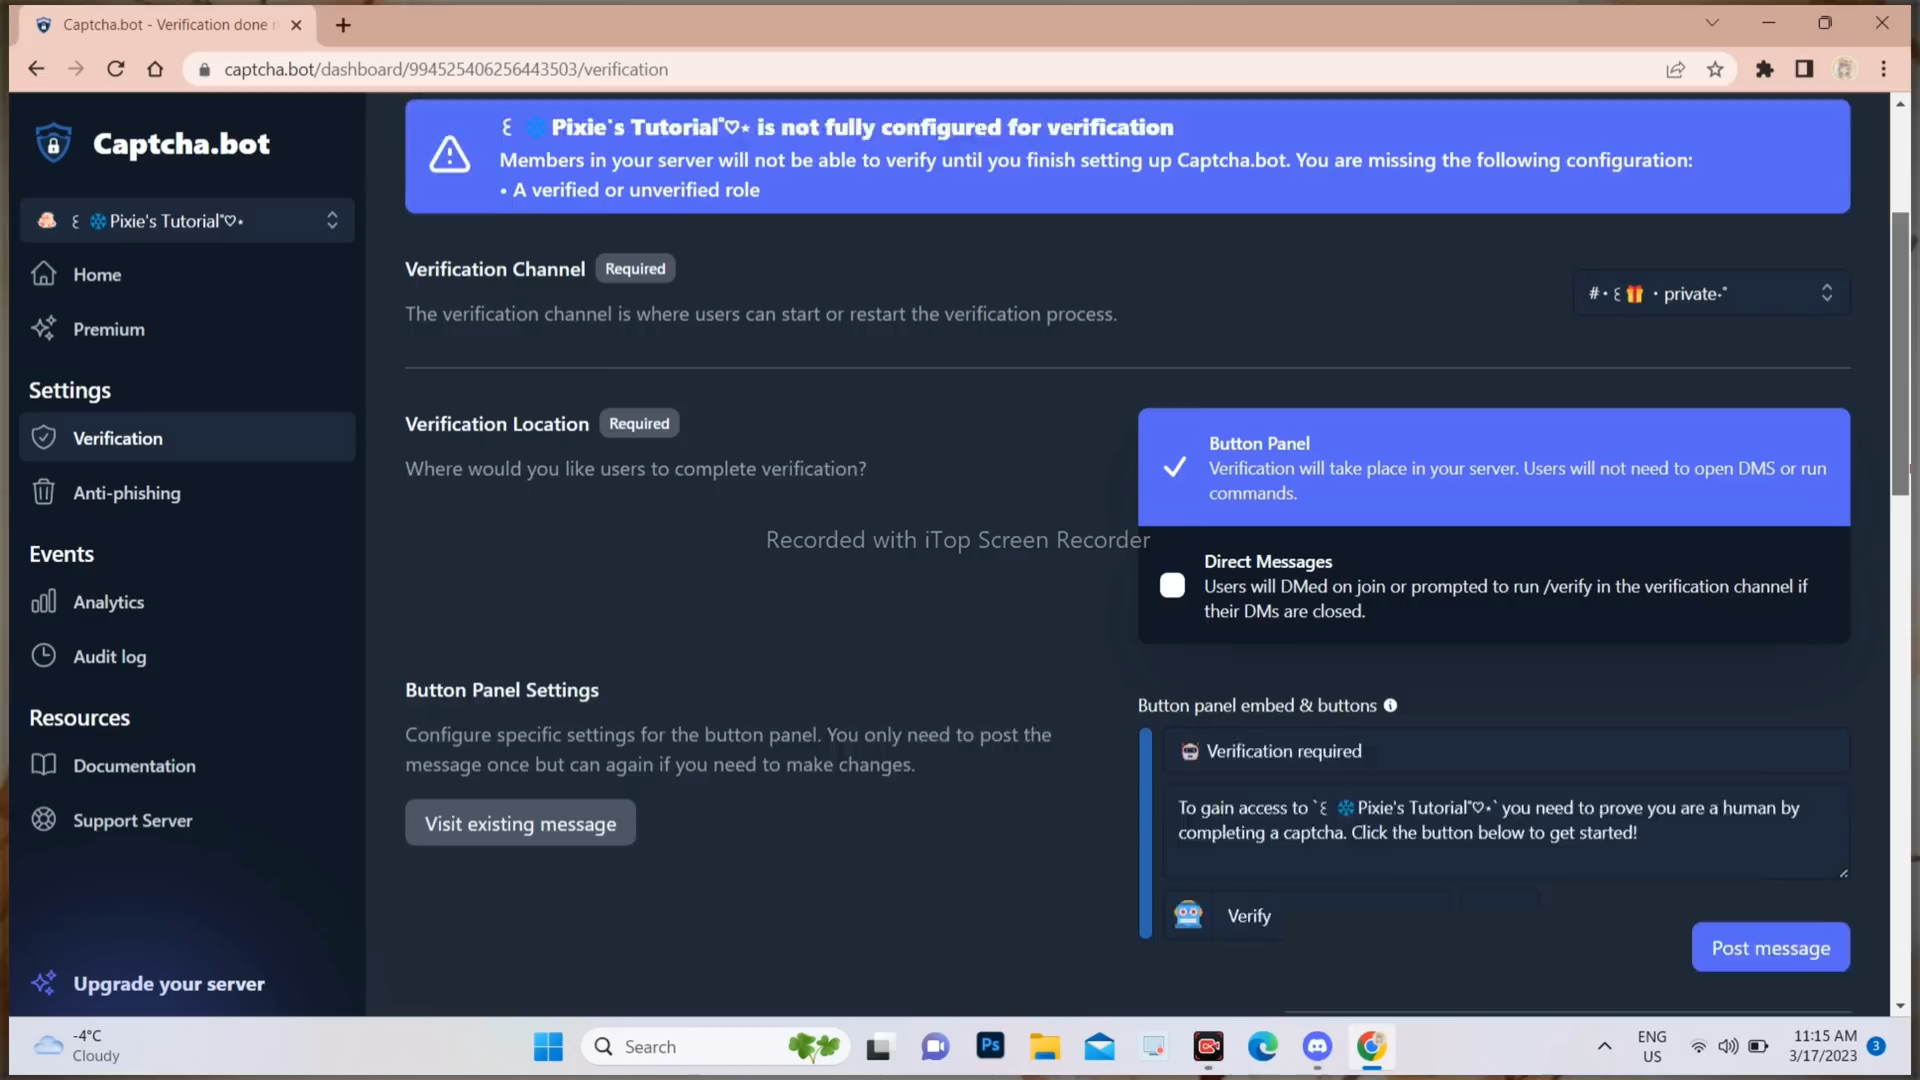 Captcha.bot - Verification done
captcha.bot/dashboard/994525406256443503/verification
Captcha.bot
꒰ ❄️Pixie's Tutorial˚♡⋆
Home
Premium
Settings
Verification
Anti-phishing
Events
Analytics
Audit log
Resources
Documentation
Support Server
Upgrade your server
꒰ ❄️Pixie's Tutorial˚♡⋆ is not fully configured for verification
Members in your server will not be able to verify until you finish setting up Captcha.bot. You are missing the following configuration:
• A verified or unverified role
Verification Channel Required
The verification channel is where users can start or restart the verification process.
#・꒰🎁・private˖˚
Verification Location Required
Where would you like users to complete verification?
Button Panel
Verification will take place in your server. Users will not need to open DMS or run
commands.
Direct Messages
Users will DMed on join or prompted to run /verify in the verification channel if
their DMs are closed.
Recorded with iTop Screen Recorder
Button Panel Settings
Configure specific settings for the button panel. You only need to post the
message once but can again if you need to make changes.
Visit existing message
Button panel embed & buttons
🤖 Verification required
To gain access to `꒰ ❄️Pixie's Tutorial˚♡⋆` you need to prove you are a human by
completing a captcha. Click the button below to get started!
Verify
Post message
-4°C
Cloudy
Search
Ps
ENG
US
11:15 AM
3/17/2023
3